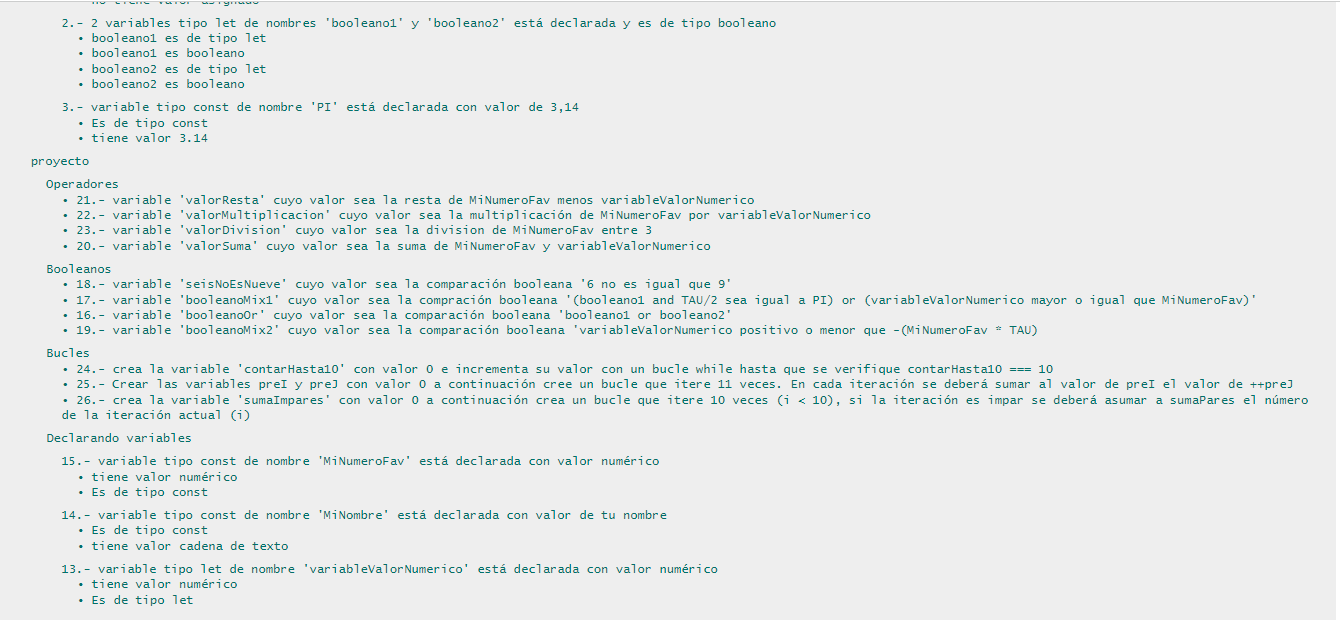 no tiene valor asignado
2.- 2 variables tipo let de nombres 'booleano1' y 'booleano2' está declarada y es de tipo booleano
• booleano1 es de tipo let
• booleano1 es booleano
• booleano2 es de tipo let
• booleano2 es booleano
3.- variable tipo const de nombre 'PI' está declarada con valor de 3,14
• Es de tipo const
• tiene valor 3.14
proyecto
Operadores
• 21.- variable 'valorResta' cuyo valor sea la resta de MiNumeroFav menos variableValorNumerico
• 22.- variable 'valorMultiplicacion' cuyo valor sea la multiplicación de MiNumeroFav por variableValorNumerico
• 23.- variable 'valorDivision' cuyo valor sea la division de MiNumeroFav entre 3
• 20.- variable 'valorSuma' cuyo valor sea la suma de MiNumeroFav y variableValorNumerico
Booleanos
• 18.- variable 'seisNoEsNueve' cuyo valor sea la comparación booleana '6 no es igual que 9'
• 17.- variable 'booleanoMix1' cuyo valor sea la compración booleana '(booleano1 and TAU/2 sea igual a PI) or (variableValorNumerico mayor o igual que MiNumeroFav)'
• 16.- variable 'booleanoOr' cuyo valor sea la comparación booleana 'booleano1 or booleano2'
• 19.- variable 'booleanoMix2' cuyo valor sea la comparación booleana 'variableValorNumerico positivo o menor que -(MiNumeroFav * TAU)
Bucles
• 24.- crea la variable 'contarHasta10' con valor 0 e incrementa su valor con un bucle while hasta que se verifique contarHasta10 === 10
• 25.- Crear las variables preI y preJ con valor 0 a continuación cree un bucle que itere 11 veces. En cada iteración se deberá sumar al valor de preI el valor de ++preJ
• 26.- crea la variable 'sumaImpares' con valor 0 a continuación crea un bucle que itere 10 veces (i < 10), si la iteración es impar se deberá asumar a sumaPares el número
de la iteración actual (i)
Declarando variables
15.- variable tipo const de nombre 'MiNumeroFav' está declarada con valor numérico
• tiene valor numérico
• Es de tipo const
14.- variable tipo const de nombre 'MiNombre' está declarada con valor de tu nombre
• Es de tipo const
• tiene valor cadena de texto
13.- variable tipo let de nombre 'variableValorNumerico' está declarada con valor numérico
• tiene valor numérico
• Es de tipo let